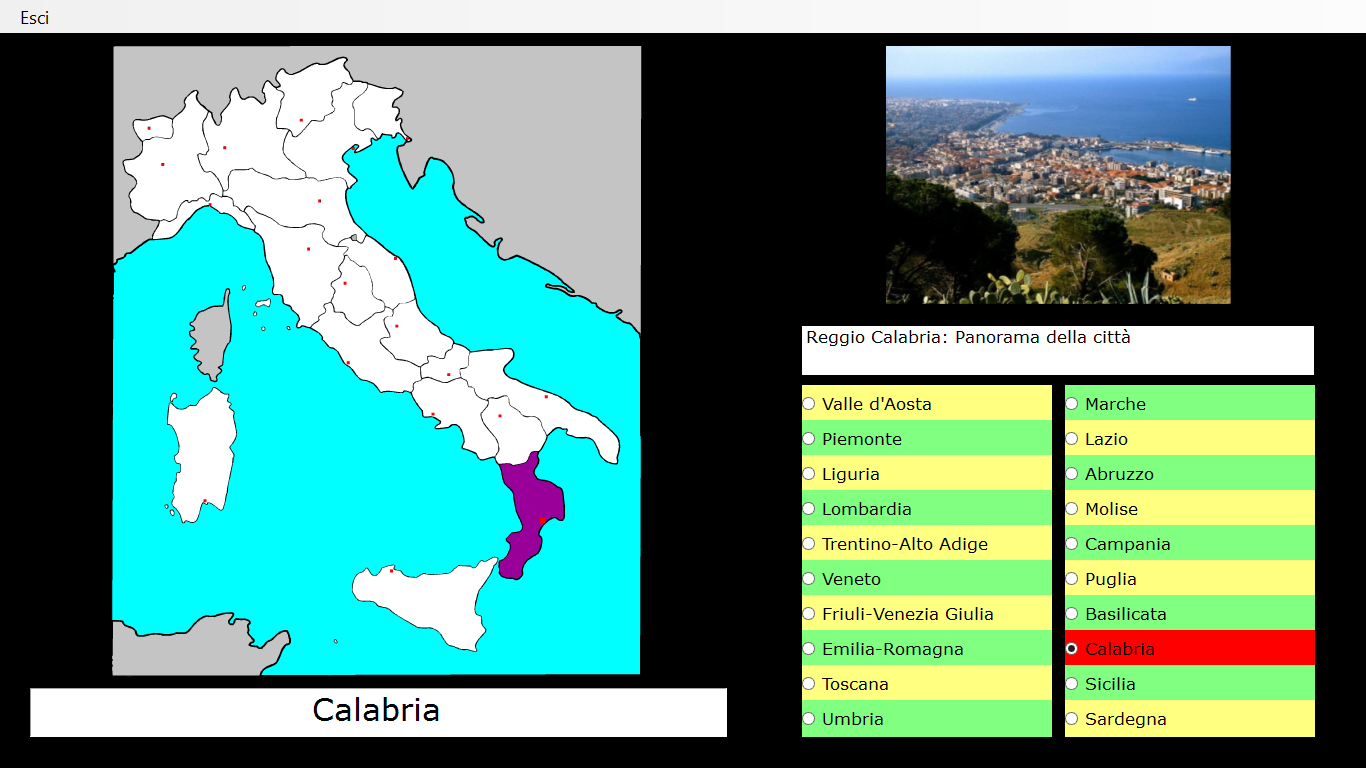 Esci
Reggio Calabria: Panorama della città
Valle d'Aosta
Piemonte
Liguria
Lombardia
Trentino-Alto Adige
Veneto
Friuli-Venezia Giulia
Emilia-Romagna
Toscana
Umbria
Marche
Lazio
Abruzzo
Molise
Campania
Puglia
Basilicata
Calabria
Sicilia
Sardegna
Calabria